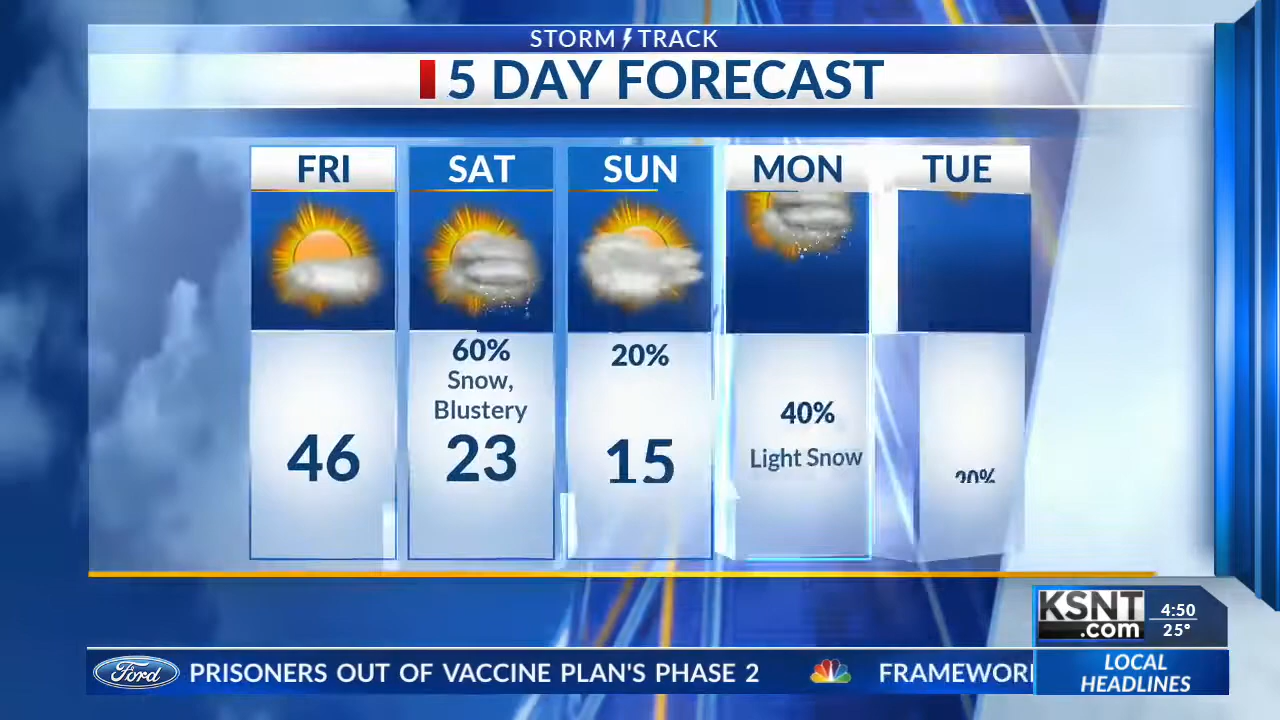 STORM TRACK
5 DAY FORECAST
FRI
SAT
SUN
MON
TUE
60%
Snow,
Blustery
20%
40%
Light Snow
46
23
15
KSNT
.com
4:50
25°
Ford
PRISONERS OUT OF VACCINE PLAN'S PHASE 2
LOCAL
HEADLINES